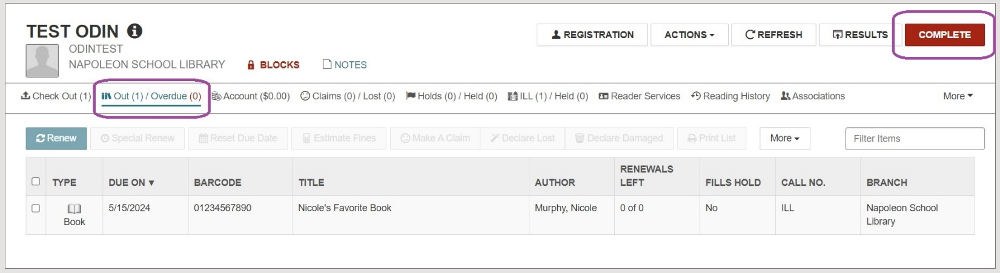 TEST ODIN
ODINTEST
NAPOLEON SCHOOL LIBRARY BLOCKS NOTES
REGISTRATION ACTIONS REFRESH RESULTS COMPLETE
Check Out (1) Out (1) / Overdue (0) Account ($0.00) Claims (0) / Lost (0) Holds (0) / Held (0) ILL (1) / Held (0) Reader Services Reading History Associations More
Renew Special Renew Reset Due Date Estimate Fines Make A Claim Declare Lost Declare Damaged Print List More Filter Items
TYPE DUE ON BARCODE TITLE AUTHOR RENEWALS LEFT FILLS HOLD CALL NO. BRANCH
Book 5/15/2024 01234567890 Nicole's Favorite Book Murphy, Nicole 0 of 0 No ILL Napoleon School
Library